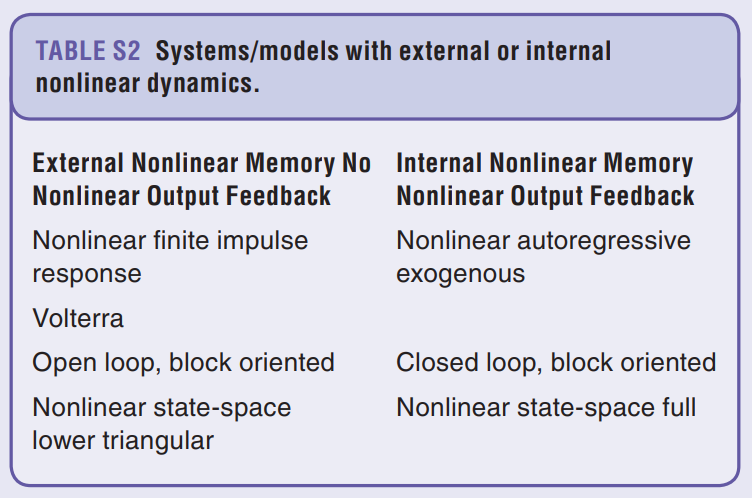 TABLE S2 Systems/models with external or internal
nonlinear dynamics.
External Nonlinear Memory No
Nonlinear Output Feedback
Internal Nonlinear Memory
Nonlinear Output Feedback
Nonlinear finite impulse
response
Nonlinear autoregressive
exogenous
Volterra
Open loop, block oriented
Closed loop, block oriented
Nonlinear state-space
lower triangular
Nonlinear state-space full